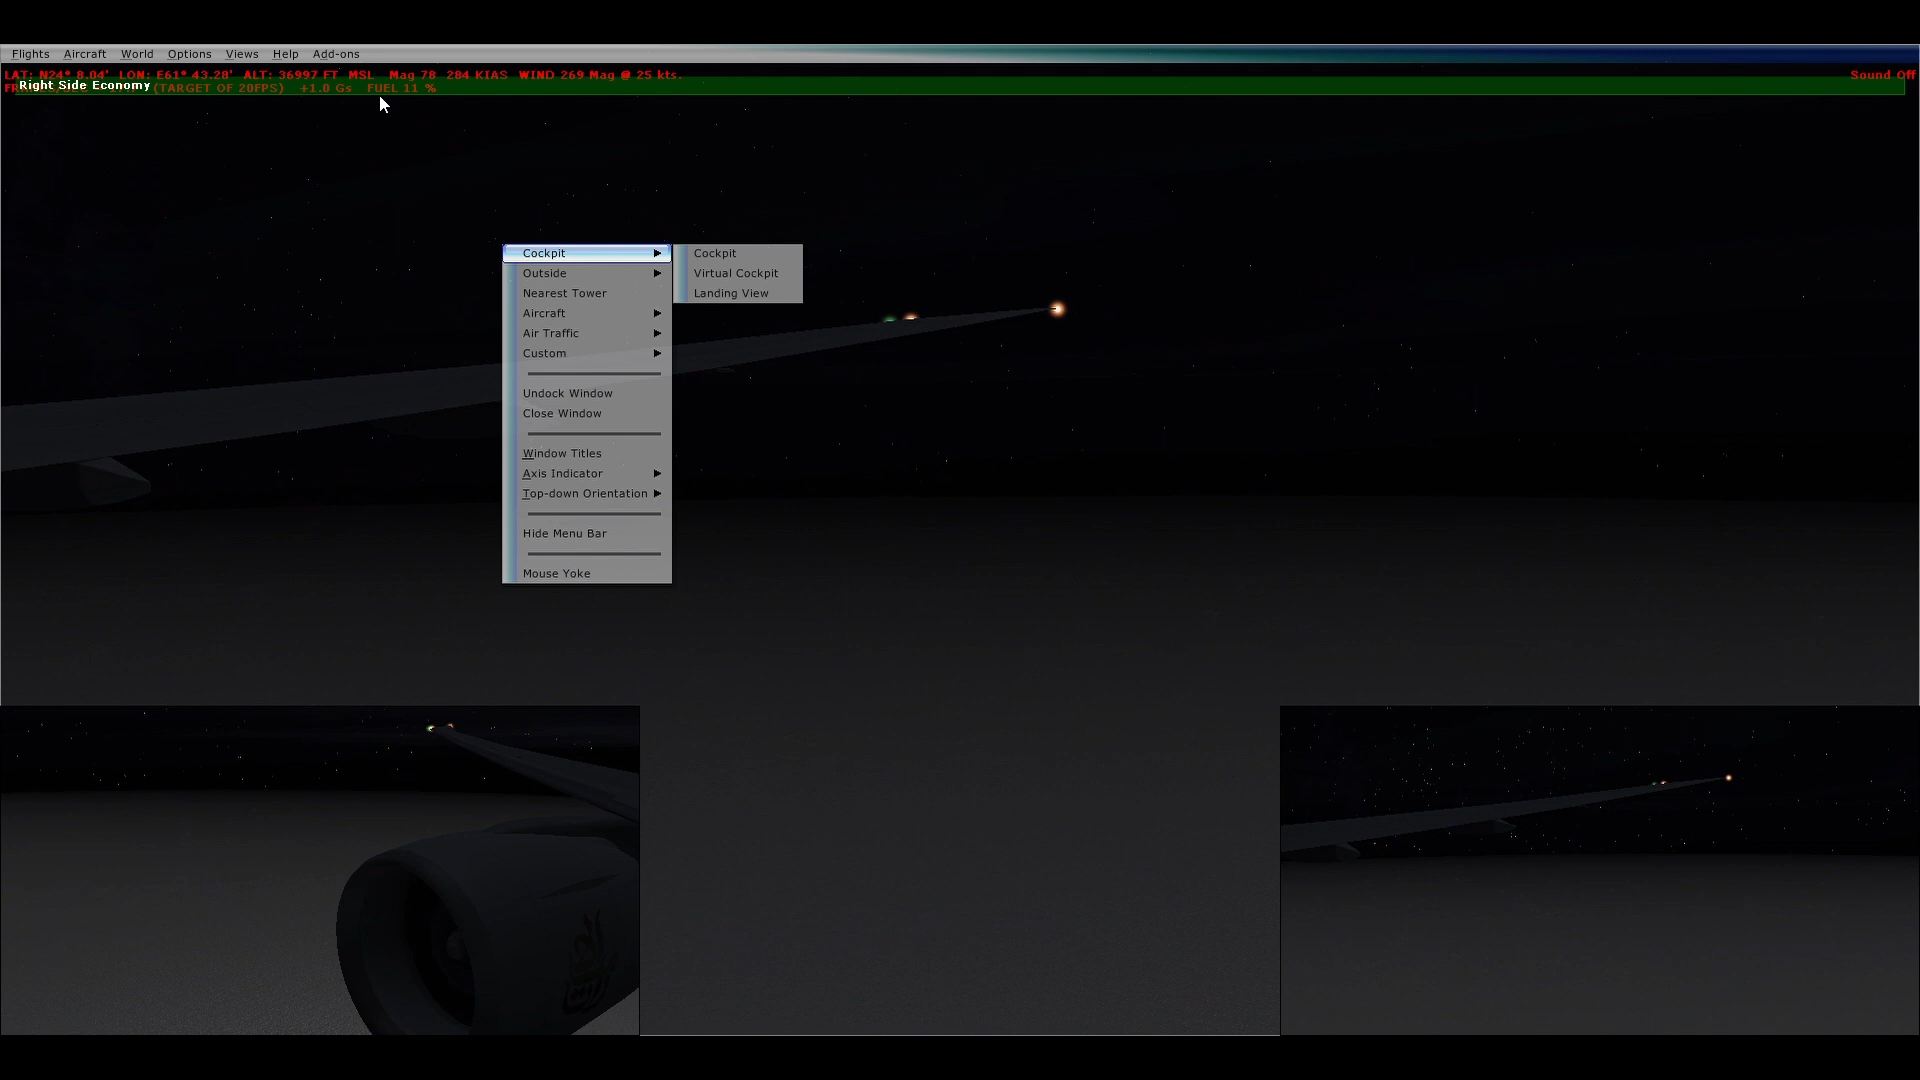 Flights Aircraft World Options Views Help Add-ons
LAT: N24° 8.04' LON: E61° 43.28' ALT: 36997 FT MSL Mag 78 284 KIAS WIND 269 Mag @ 25 kts.
Sound Off
Right Side Economy
(TARGET OF 20FPS) +1.0 Gs FUEL 11 %
Cockpit
Outside
Nearest Tower
Aircraft
Air Traffic
Custom
Undock Window
Close Window
Window Titles
Axis Indicator
Top-down Orientation
Hide Menu Bar
Mouse Yoke
Cockpit
Virtual Cockpit
Landing View